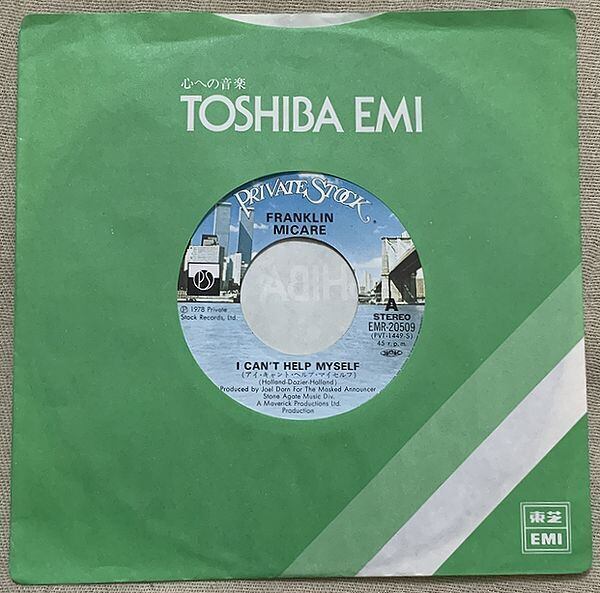 心への音楽
TOSHIBA EMI
PRIVATE STOCK
FRANKLIN
MICARE
PS
Ⓟ 1978 Private
Stock Records, Ltd.
A
STEREO
EMR-20509
(PVT-1449-S)
45 r.p.m.
I CAN'T HELP MYSELF
(アイ・キャント・ヘルプ・マイセルフ)
(Holland-Dozier-Holland)
Produced by Joel Dorn For The Masked Announcer
Stone Agate Music Div.
A Maverick Productions Ltd.
Production
東芝
EMI